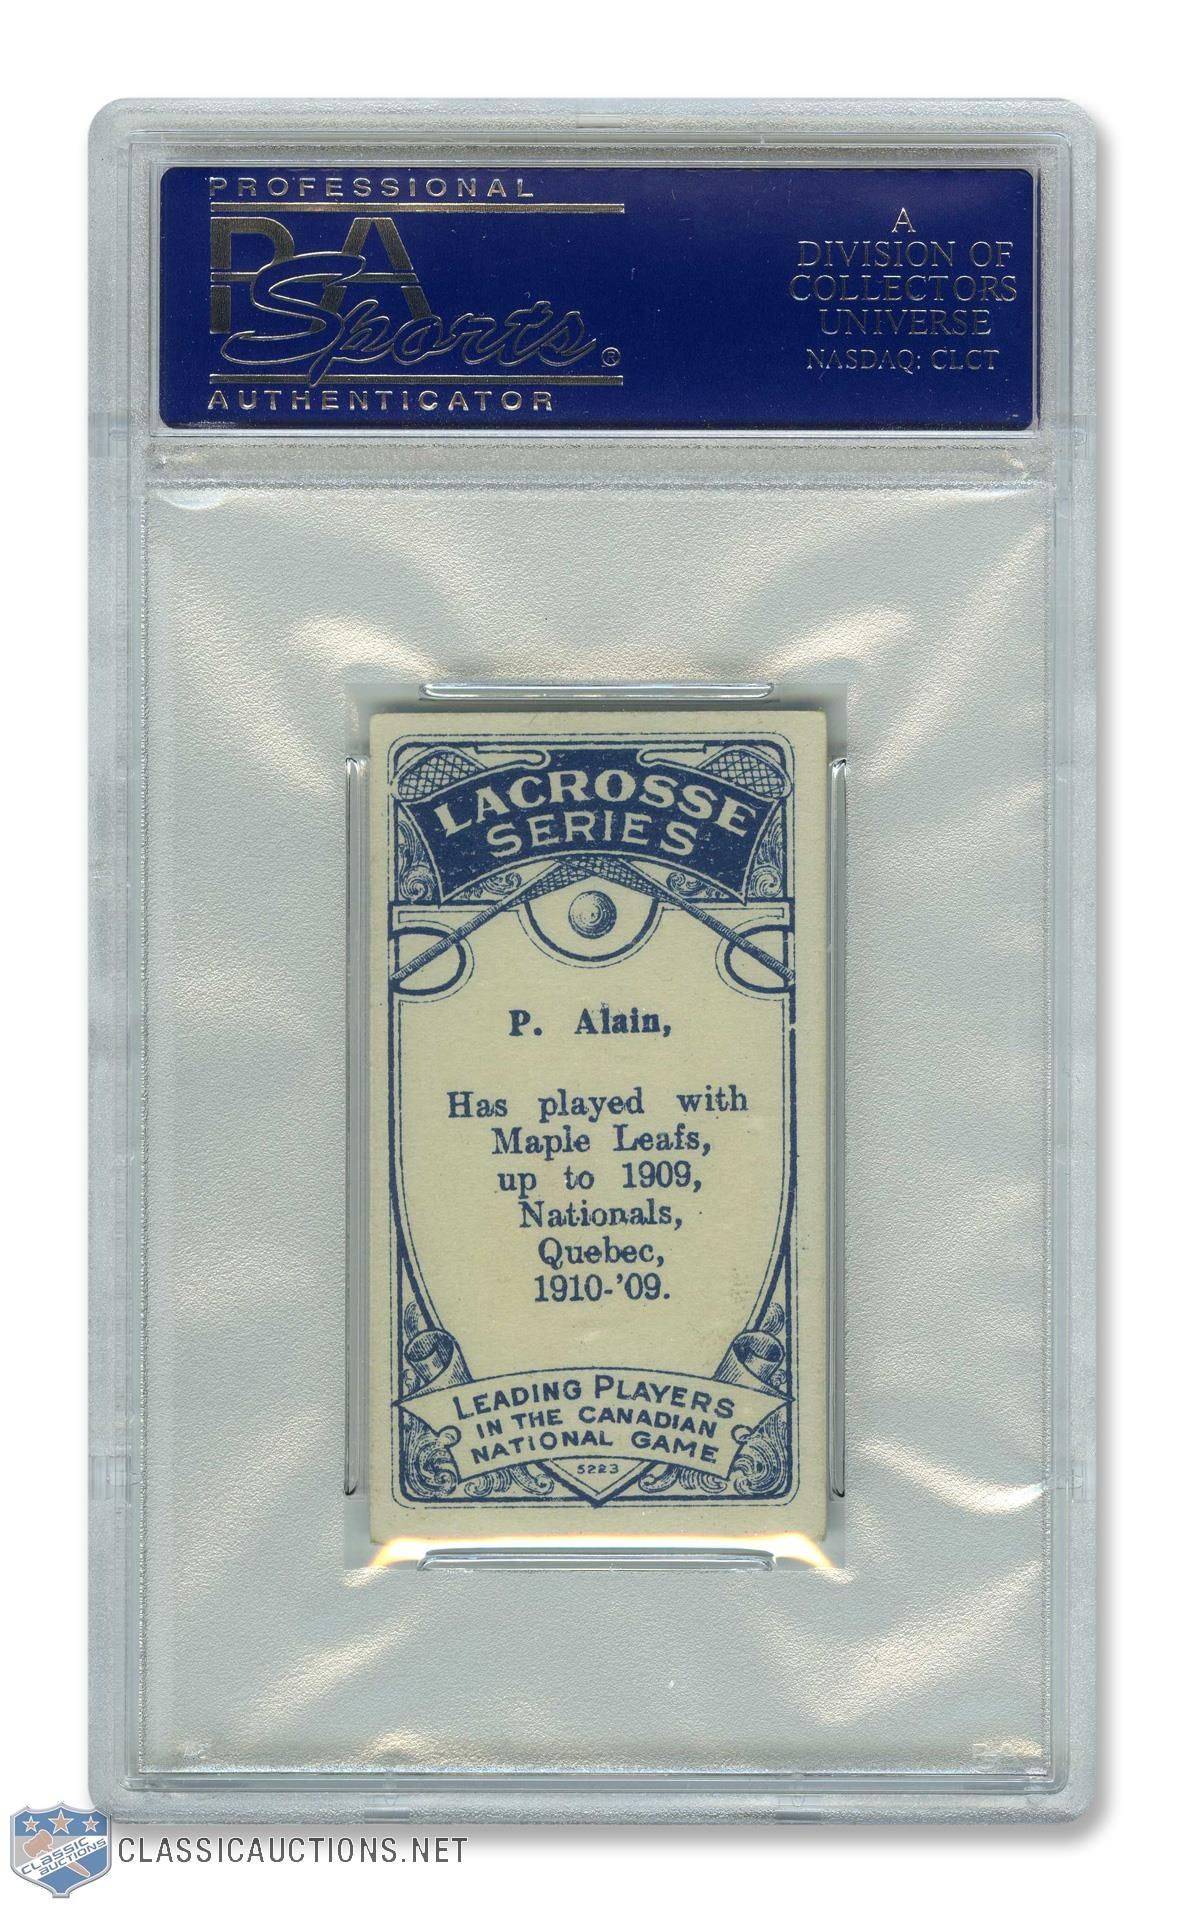 PROFESSIONAL
PSA
Sports®
AUTHENTICATOR
A
DIVISION OF
COLLECTORS
UNIVERSE
NASDAQ: CLCT
LACROSSE
SERIES
P. Alain,
Has played with
Maple Leafs,
up to 1909,
Nationals,
Quebec,
1910-'09.
LEADING PLAYERS
IN THE CANADIAN
NATIONAL GAME
5223
CLASSIC
AUCTIONS
CLASSICAUCTIONS.NET